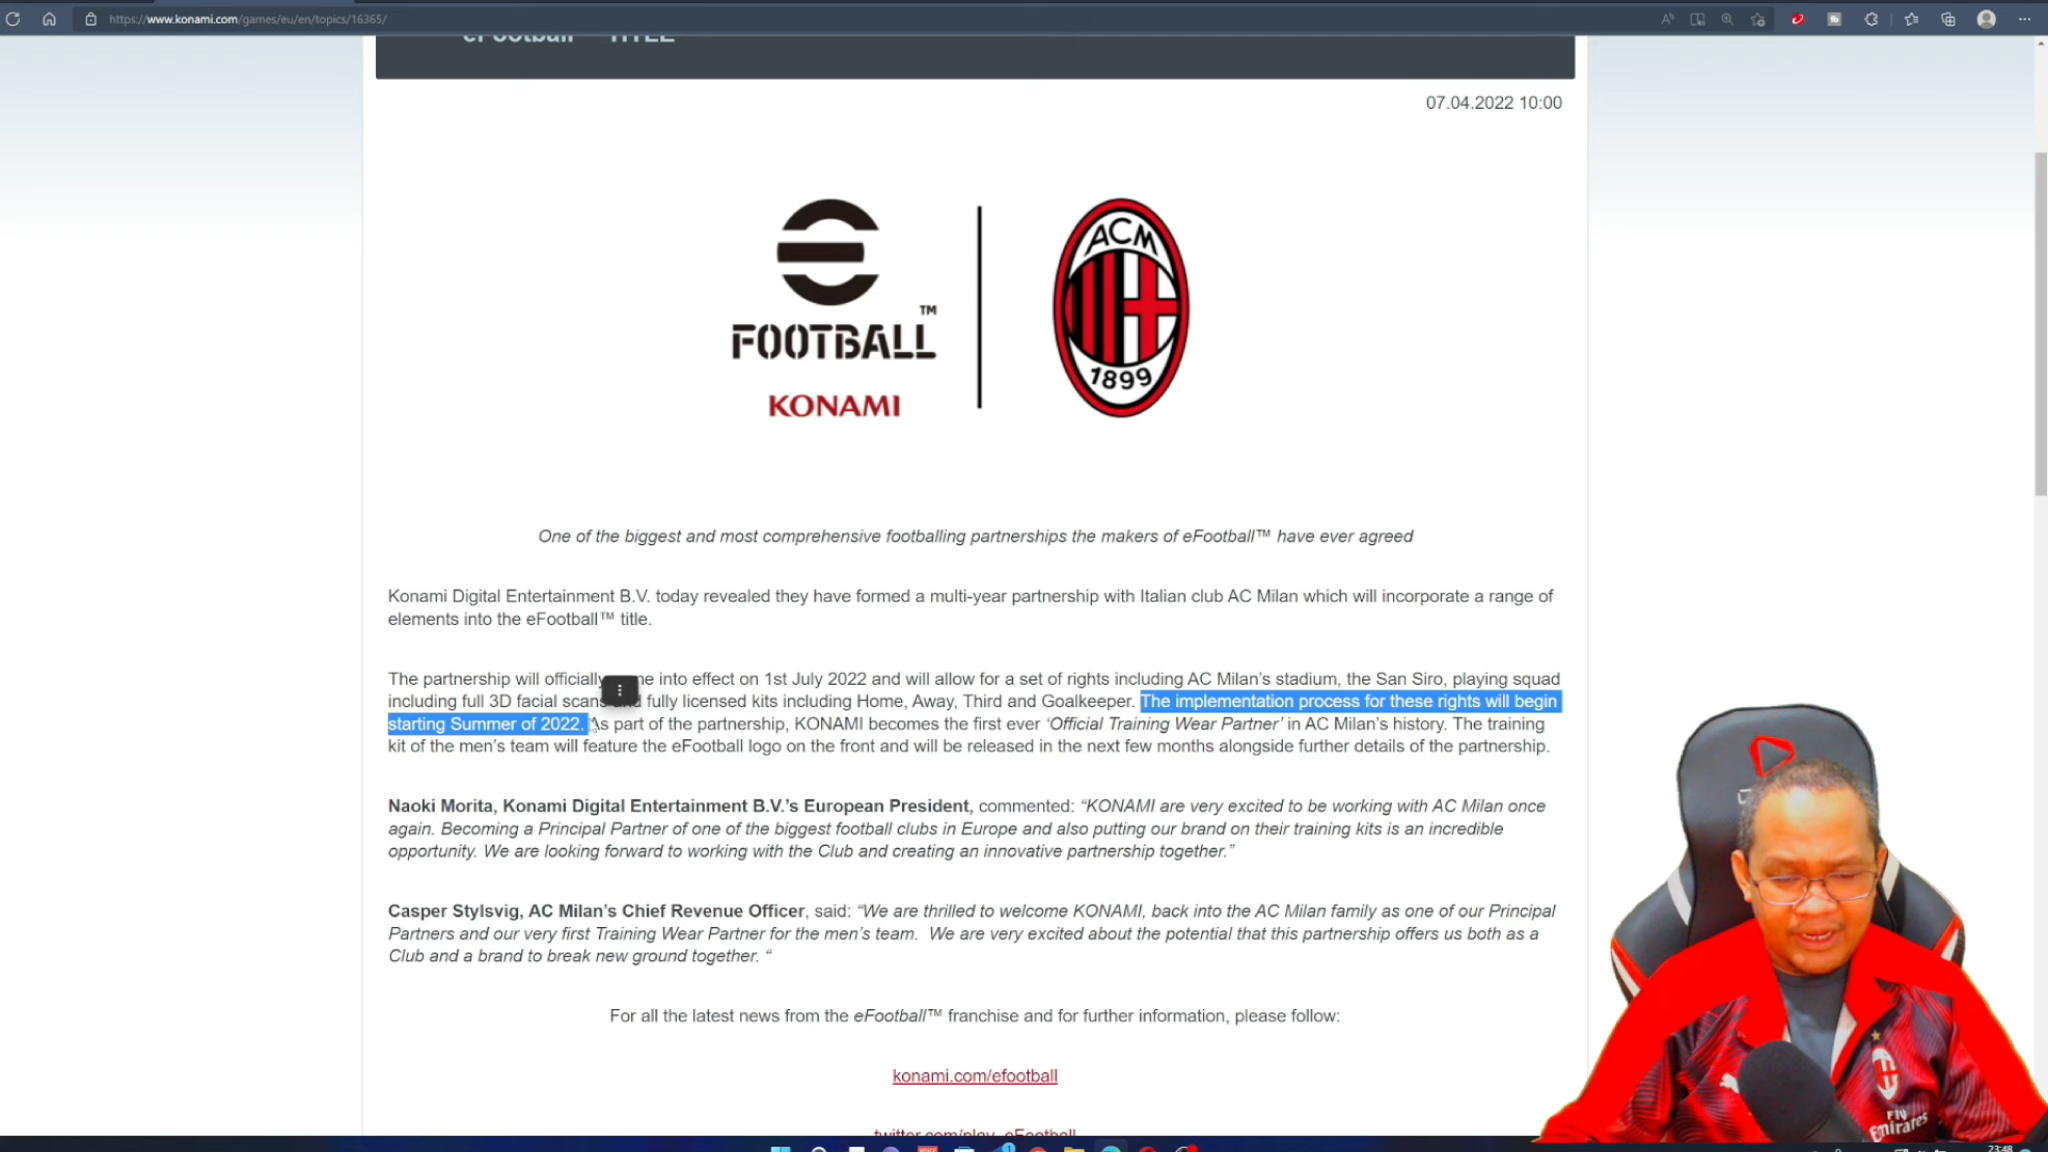 https://www.konami.com/games/eu/en/topics/16365/
eFootball™ TITLE
07.04.2022 10:00
ACM
1899
FOOTBALL™
KONAMI
One of the biggest and most comprehensive footballing partnerships the makers of eFootball™ have ever agreed
Konami Digital Entertainment B.V. today revealed they have formed a multi-year partnership with Italian club AC Milan which will incorporate a range of
elements into the eFootball™ title.
The partnership will officially me into effect on 1st July 2022 and will allow for a set of rights including AC Milan's stadium, the San Siro, playing squad
including full 3D facial scans fully licensed kits including Home, Away, Third and Goalkeeper. The implementation process for these rights will begin
starting Summer of 2022. As part of the partnership, KONAMI becomes the first ever ‘Official Training Wear Partner’ in AC Milan's history. The training
kit of the men's team will feature the eFootball logo on the front and will be released in the next few months alongside further details of the partnership.
Naoki Morita, Konami Digital Entertainment B.V.'s European President, commented: “KONAMI are very excited to be working with AC Milan once
again. Becoming a Principal Partner of one of the biggest football clubs in Europe and also putting our brand on their training kits is an incredible
opportunity. We are looking forward to working with the Club and creating an innovative partnership together.”
Casper Stylsvig, AC Milan's Chief Revenue Officer, said: “We are thrilled to welcome KONAMI, back into the AC Milan family as one of our Principal
Partners and our very first Training Wear Partner for the men's team. We are very excited about the potential that this partnership offers us both as a
Club and a brand to break new ground together. “
For all the latest news from the eFootball™ franchise and for further information, please follow:
konami.com/efootball
twitter.com/play_eFootball
Fly
Emirates
23:48